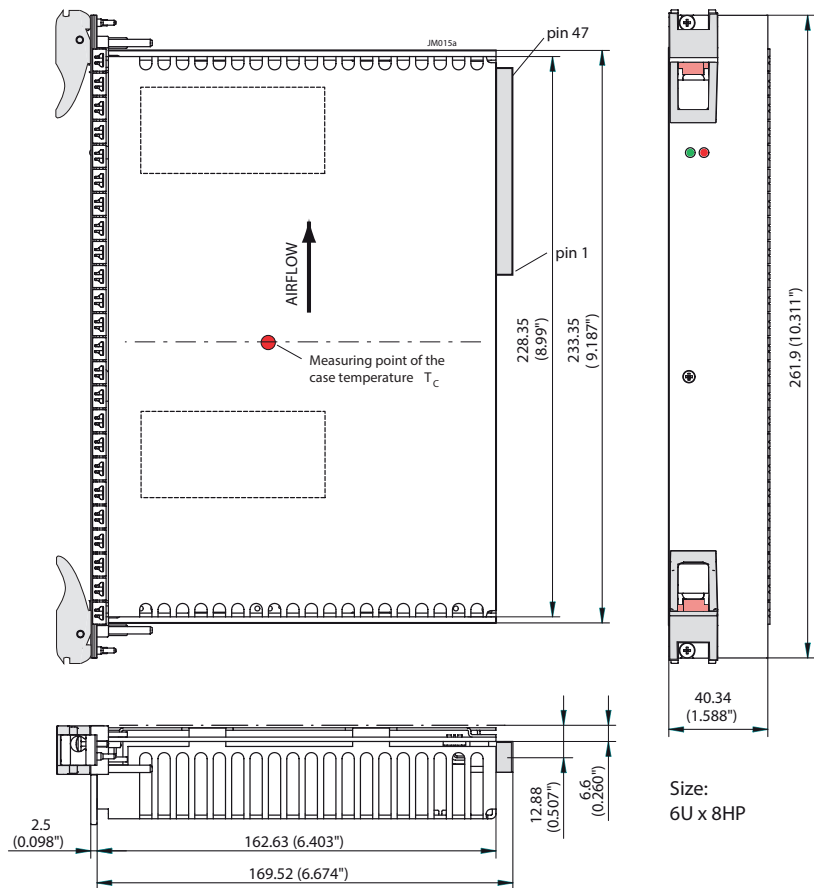 JM015a
pin 47
pin 1
AIRFLOW
Measuring point of the
case temperature T_C
228.35
(8.99")
233.35
( 9.187")
261.9 (10.311")
40.34
(1.588")
12.88
(0.507")
6.6
(0.260")
2.5
(0.098")
162.63 (6.403")
169.52 (6.674")
Size:
6U x 8HP